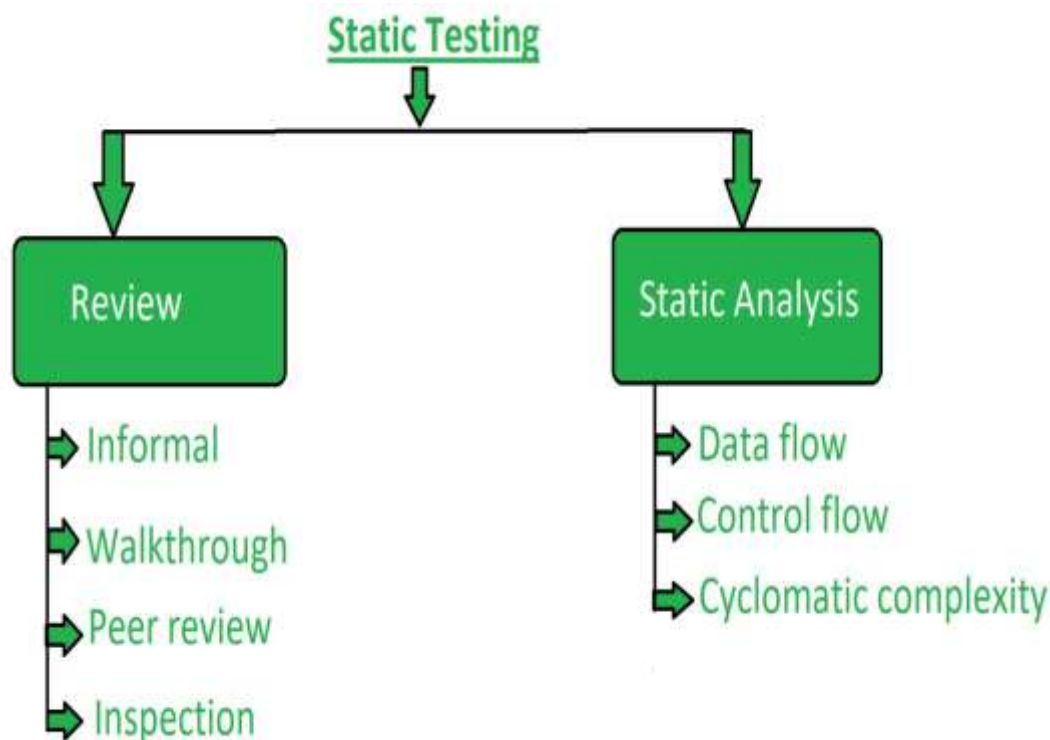 Static Testing
Review
Informal
Walkthrough
Peer review
Inspection
Static Analysis
Data flow
Control flow
Cyclomatic complexity